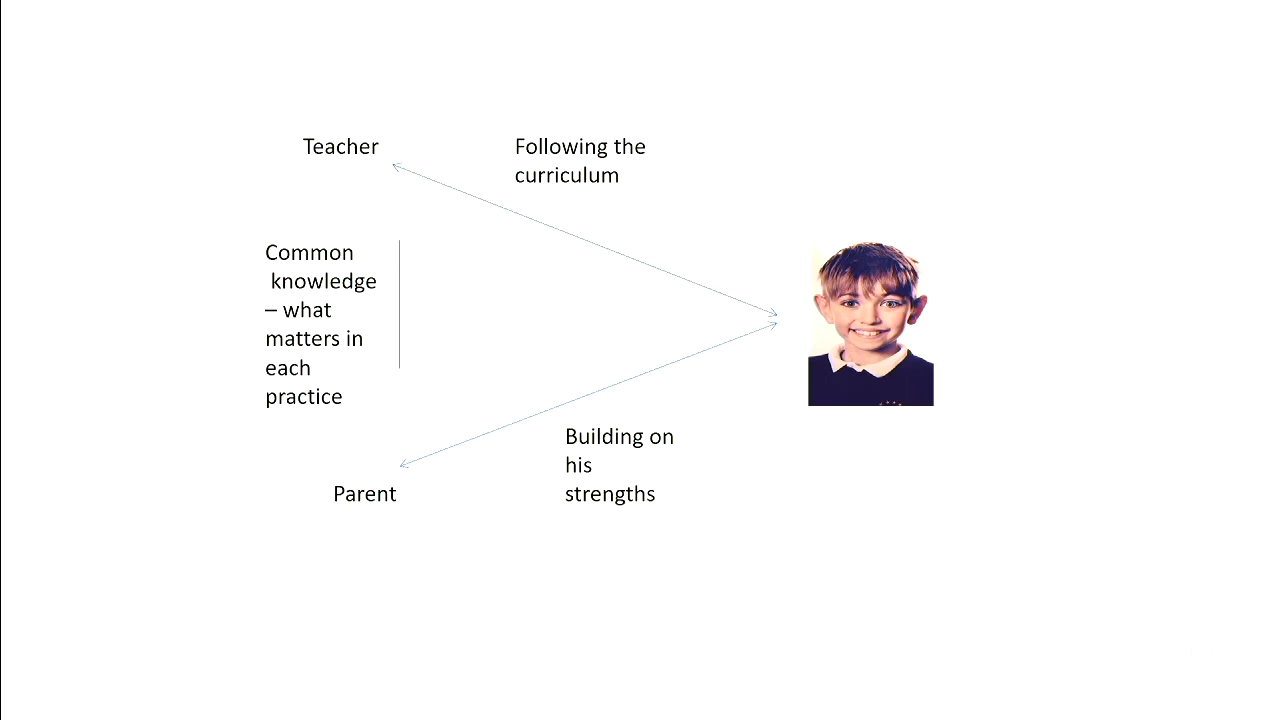 Teacher
Following the
curriculum
Common
knowledge
– what
matters in
each
practice
Building on
his
strengths
Parent